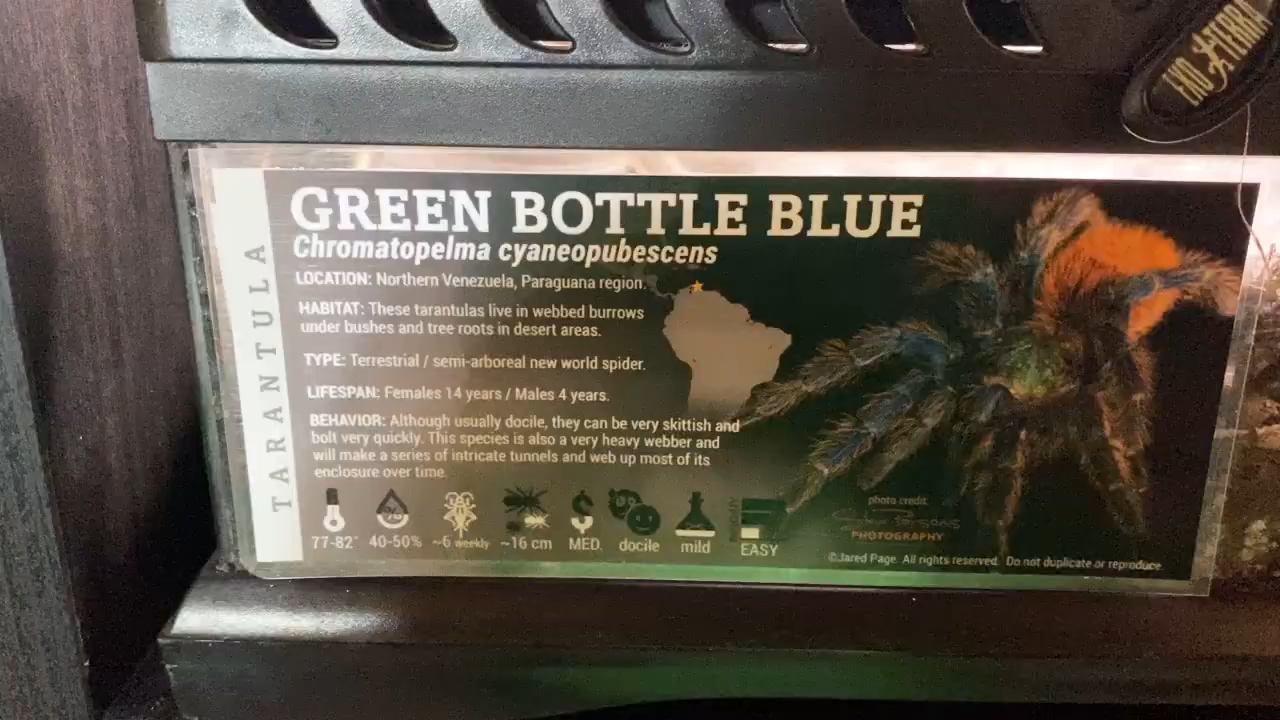 EXO TERRA
TARANTULA
GREEN BOTTLE BLUE
Chromatopelma cyaneopubescens
LOCATION: Northern Venezuela, Paraguana region.
HABITAT: These tarantulas live in webbed burrows
under bushes and tree roots in desert areas.
TYPE: Terrestrial / semi-arboreal new world spider.
LIFESPAN: Females 14 years / Males 4 years.
BEHAVIOR: Although usually docile, they can be very skittish and
bolt very quickly. This species is also a very heavy webber and
will make a series of intricate tunnels and web up most of its
enclosure over time.
%
$
77-82° 40-50% ~6 weekly ~16 cm MED. docile mild EASY
photo credit:
PHOTOGRAPHY
©Jared Page. All rights reserved. Do not duplicate or reproduce.